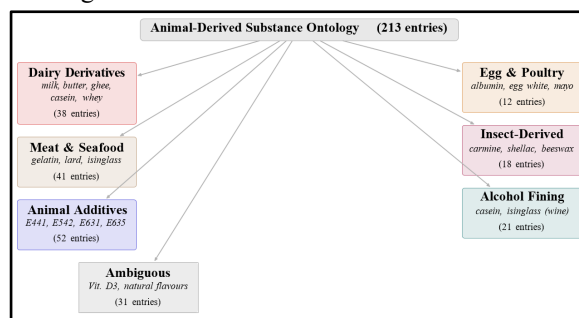 Animal-Derived Substance Ontology (213 entries)
Dairy Derivatives
milk, butter, ghee,
casein, whey
(38 entries)
Egg & Poultry
albumin, egg white, mayo
(12 entries)
Meat & Seafood
gelatin, lard, isinglass
(41 entries)
Insect-Derived
carmine, shellac, beeswax
(18 entries)
Animal Additives
E441, E542, E631, E635
(52 entries)
Alcohol Fining
casein, isinglass (wine)
(21 entries)
Ambiguous
Vit. D3, natural flavours
(31 entries)